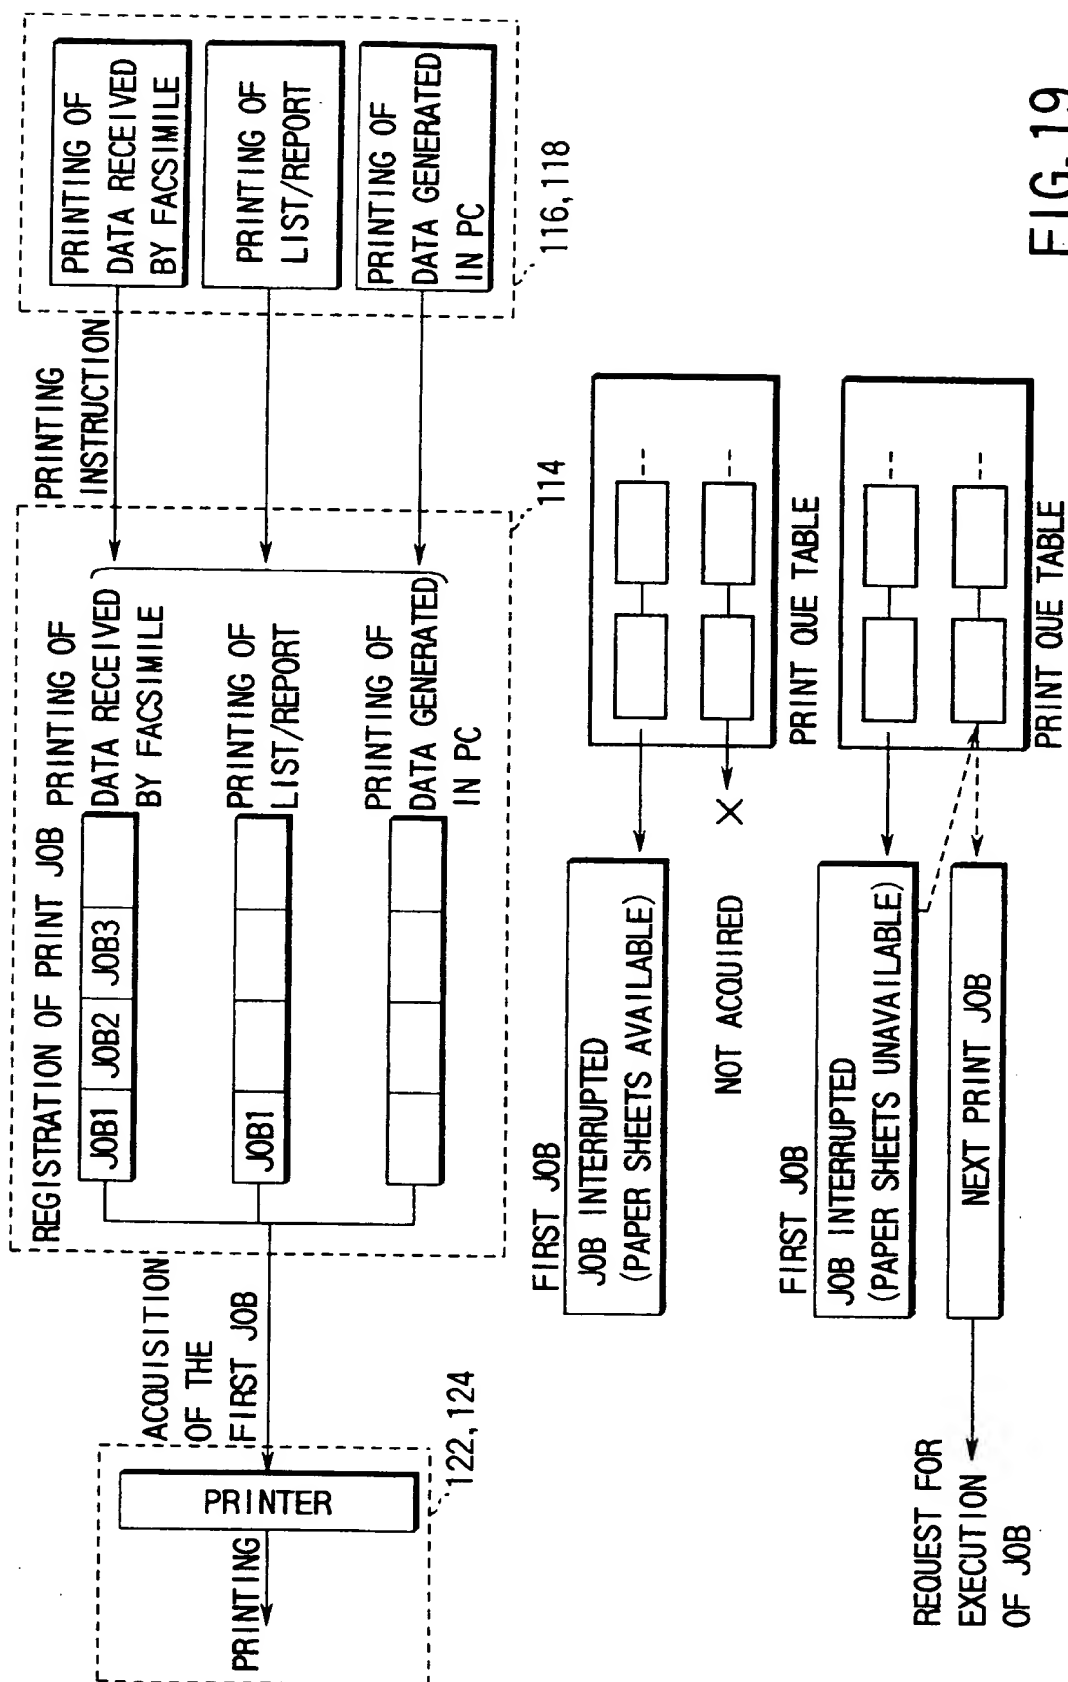 PRINTING
PRINTER
122, 124
ACQUISITION
OF THE
FIRST JOB
REGISTRATION OF PRINT JOB
JOB1
JOB2
JOB3
PRINTING OF
DATA RECEIVED
BY FACSIMILE
JOB1
PRINTING OF
LIST/REPORT
PRINTING OF
DATA GENERATED
IN PC
114
PRINTING
INSTRUCTION
PRINTING OF
DATA RECEIVED
BY FACSIMILE
PRINTING OF
LIST/REPORT
PRINTING OF
DATA GENERATED
IN PC
116, 118
FIRST JOB
JOB INTERRUPTED
(PAPER SHEETS AVAILABLE)
NOT ACQUIRED
PRINT QUE TABLE
FIRST JOB
JOB INTERRUPTED
(PAPER SHEETS UNAVAILABLE)
NEXT PRINT JOB
REQUEST FOR
EXECUTION
OF JOB
PRINT QUE TABLE
FIG. 19